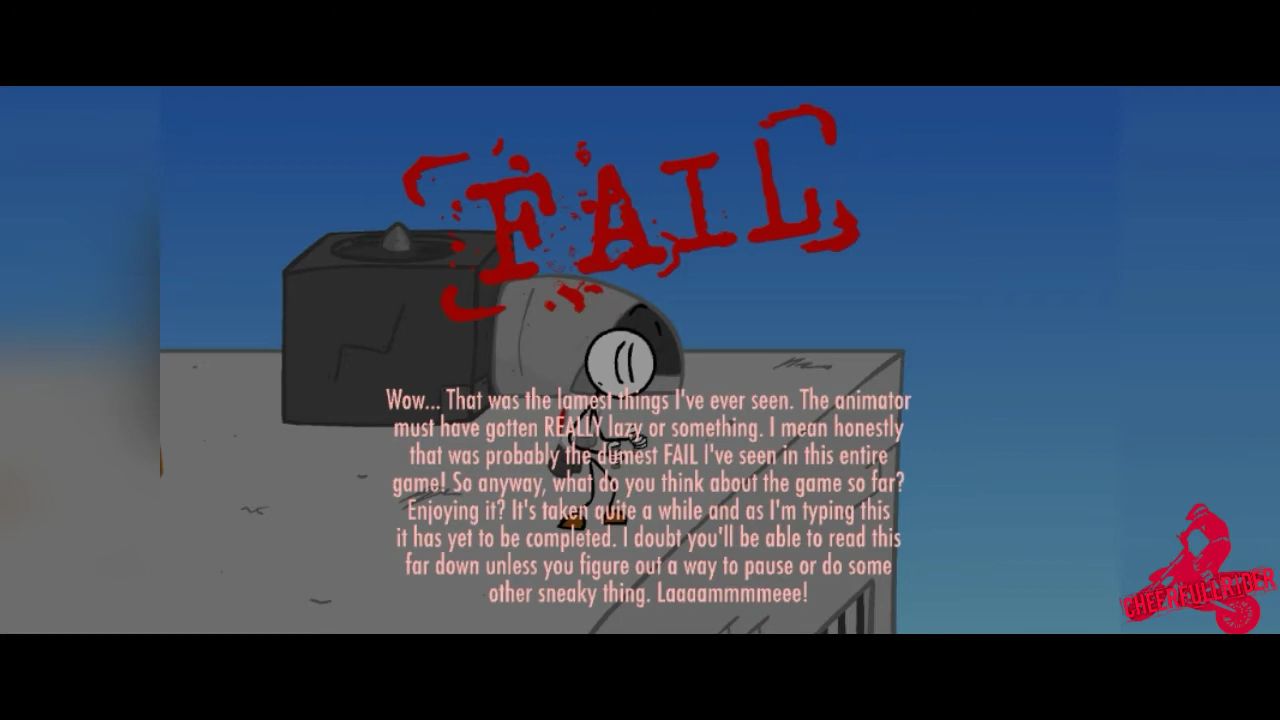 FAIL
Wow... That was the lamest things I've ever seen. The animator
must have gotten REALLY lazy or something. I mean honestly
that was probably the dumest FAIL I've seen in this entire
game! So anyway, what do you think about the game so far?
Enjoying it? It's taken quite a while and as I'm typing this
it has yet to be completed. I doubt you'll be able to read this
far down unless you figure out a way to pause or do some
other sneaky thing. Laaaammmmeee!
CHEERFULLRIDER